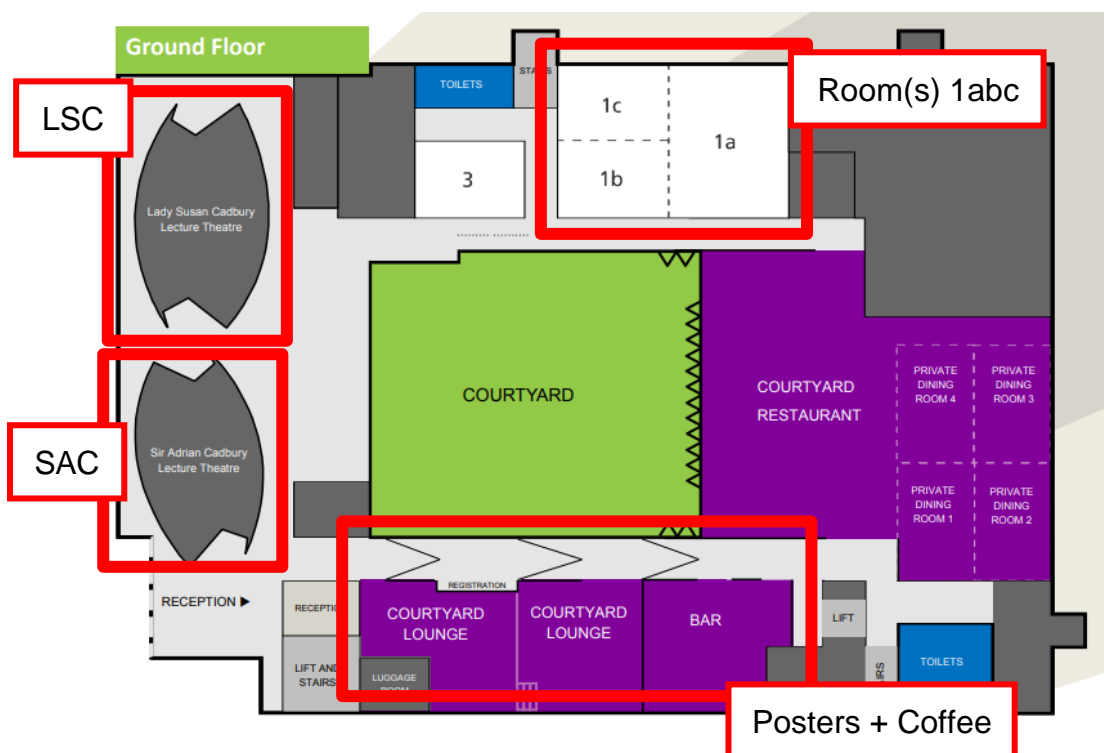 Ground Floor
LSC
Lady Susan Cadbury
Lecture Theatre
SAC
Sir Adrian Cadbury
Lecture Theatre
TOILETS
STAIRS
3
1c
1b
1a
Room(s) 1abc
COURTYARD
COURTYARD
RESTAURANT
PRIVATE
DINING
ROOM 4
PRIVATE
DINING
ROOM 3
PRIVATE
DINING
ROOM 1
PRIVATE
DINING
ROOM 2
RECEPTION ▶
RECEPTION
LIFT AND
STAIRS
REGISTRATION
COURTYARD
LOUNGE
LUGGAGE
ROOM
COURTYARD
LOUNGE
BAR
LIFT
STAIRS
TOILETS
Posters + Coffee